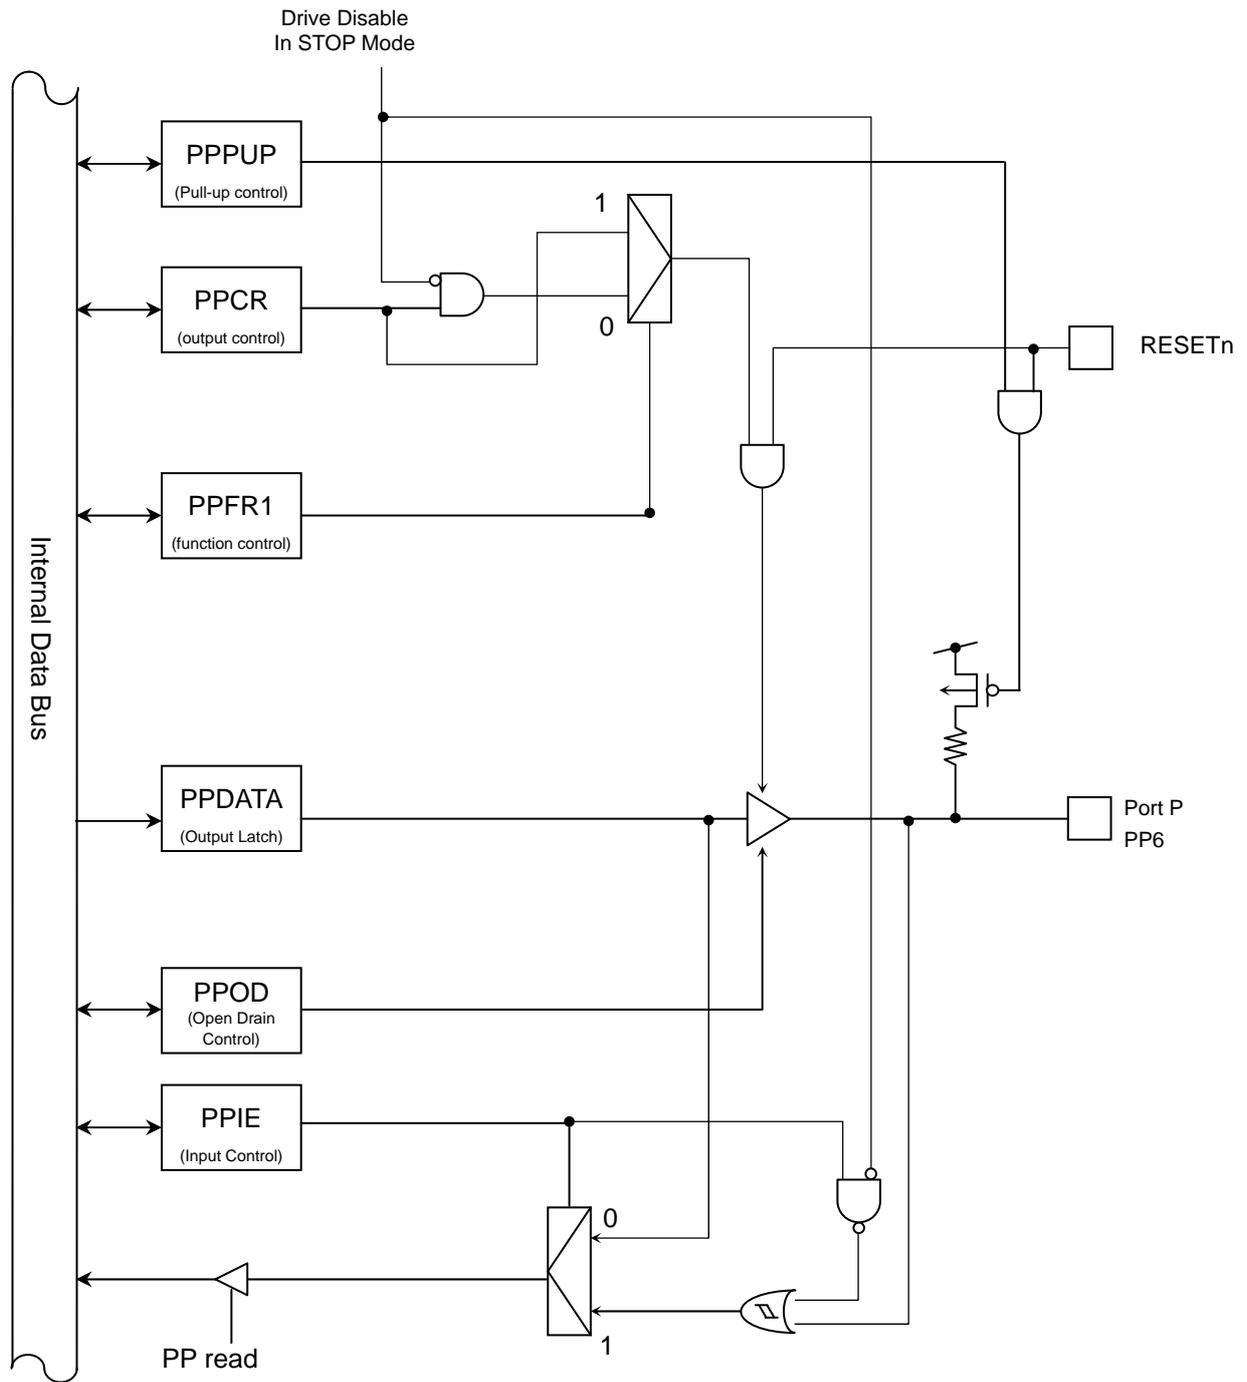 Drive Disable
In STOP Mode
PPPUP
(Pull-up control)
1
PPCR
(output control)
0
RESETn
PPFR1
(function control)
Internal Data Bus
PPDATA
(Output Latch)
Port P
PP6
PPOD
(Open Drain
Control)
PPIE
(Input Control)
0
1
PP read